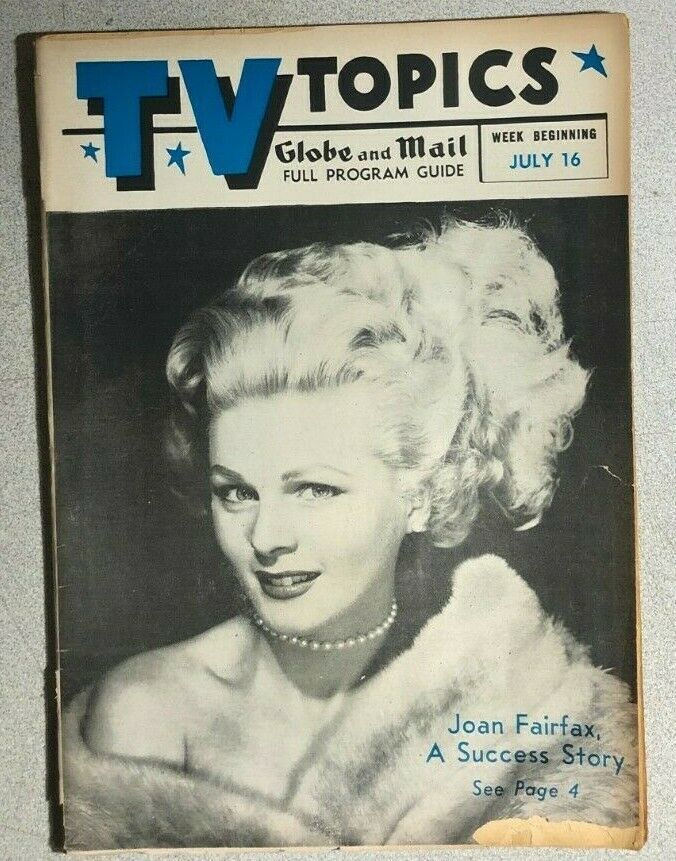 TV TOPICS
Globe and Mail
FULL PROGRAM GUIDE
WEEK BEGINNING
JULY 16
Joan Fairfax,
A Success Story
See Page 4